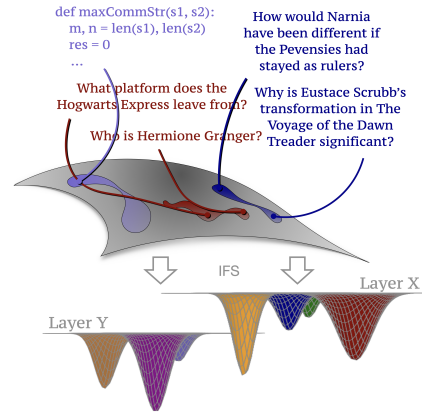 def maxCommStr(s1, s2):
m, n = len(s1), len(s2)
res = 0
...
How would Narnia
have been different if
the Pevensies had
stayed as rulers?
What platform does the
Hogwarts Express leave from?
Why is Eustace Scrubb's
transformation in The
Voyage of the Dawn
Treader significant?
Who is Hermione Granger?
IFS
Layer X
Layer Y